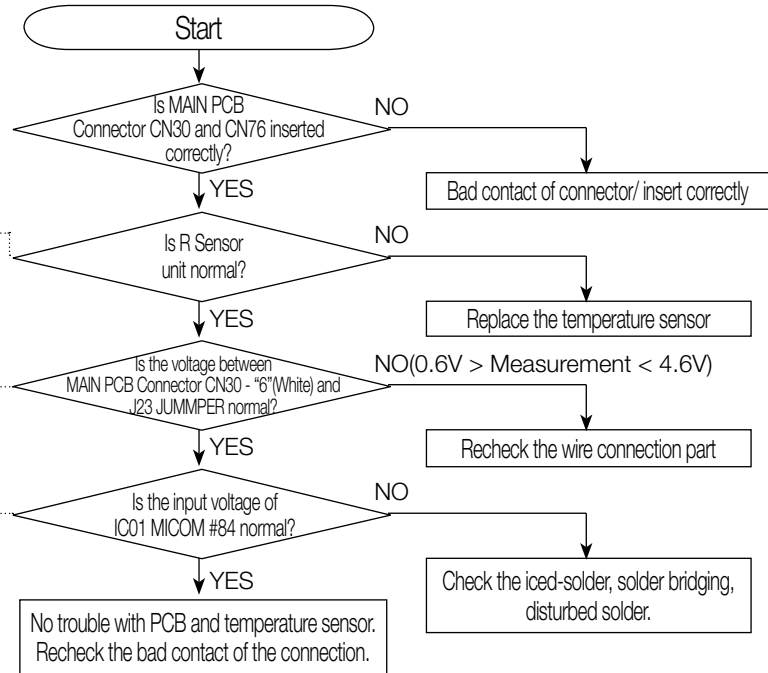 Start
Is MAIN PCB
Connector CN30 and CN76 inserted
correctly?
NO
Bad contact of connector/ insert correctly
YES
Is R Sensor
unit normal?
NO
Replace the temperature sensor
YES
Is the voltage between
MAIN PCB Connector CN30 - “6”(White) and
J23 JUMMPER normal?
NO(0.6V > Measurement < 4.6V)
Recheck the wire connection part
YES
Is the input voltage of
IC01 MICOM #84 normal?
NO
Check the iced-solder, solder bridging,
disturbed solder.
YES
No trouble with PCB and temperature sensor.
Recheck the bad contact of the connection.